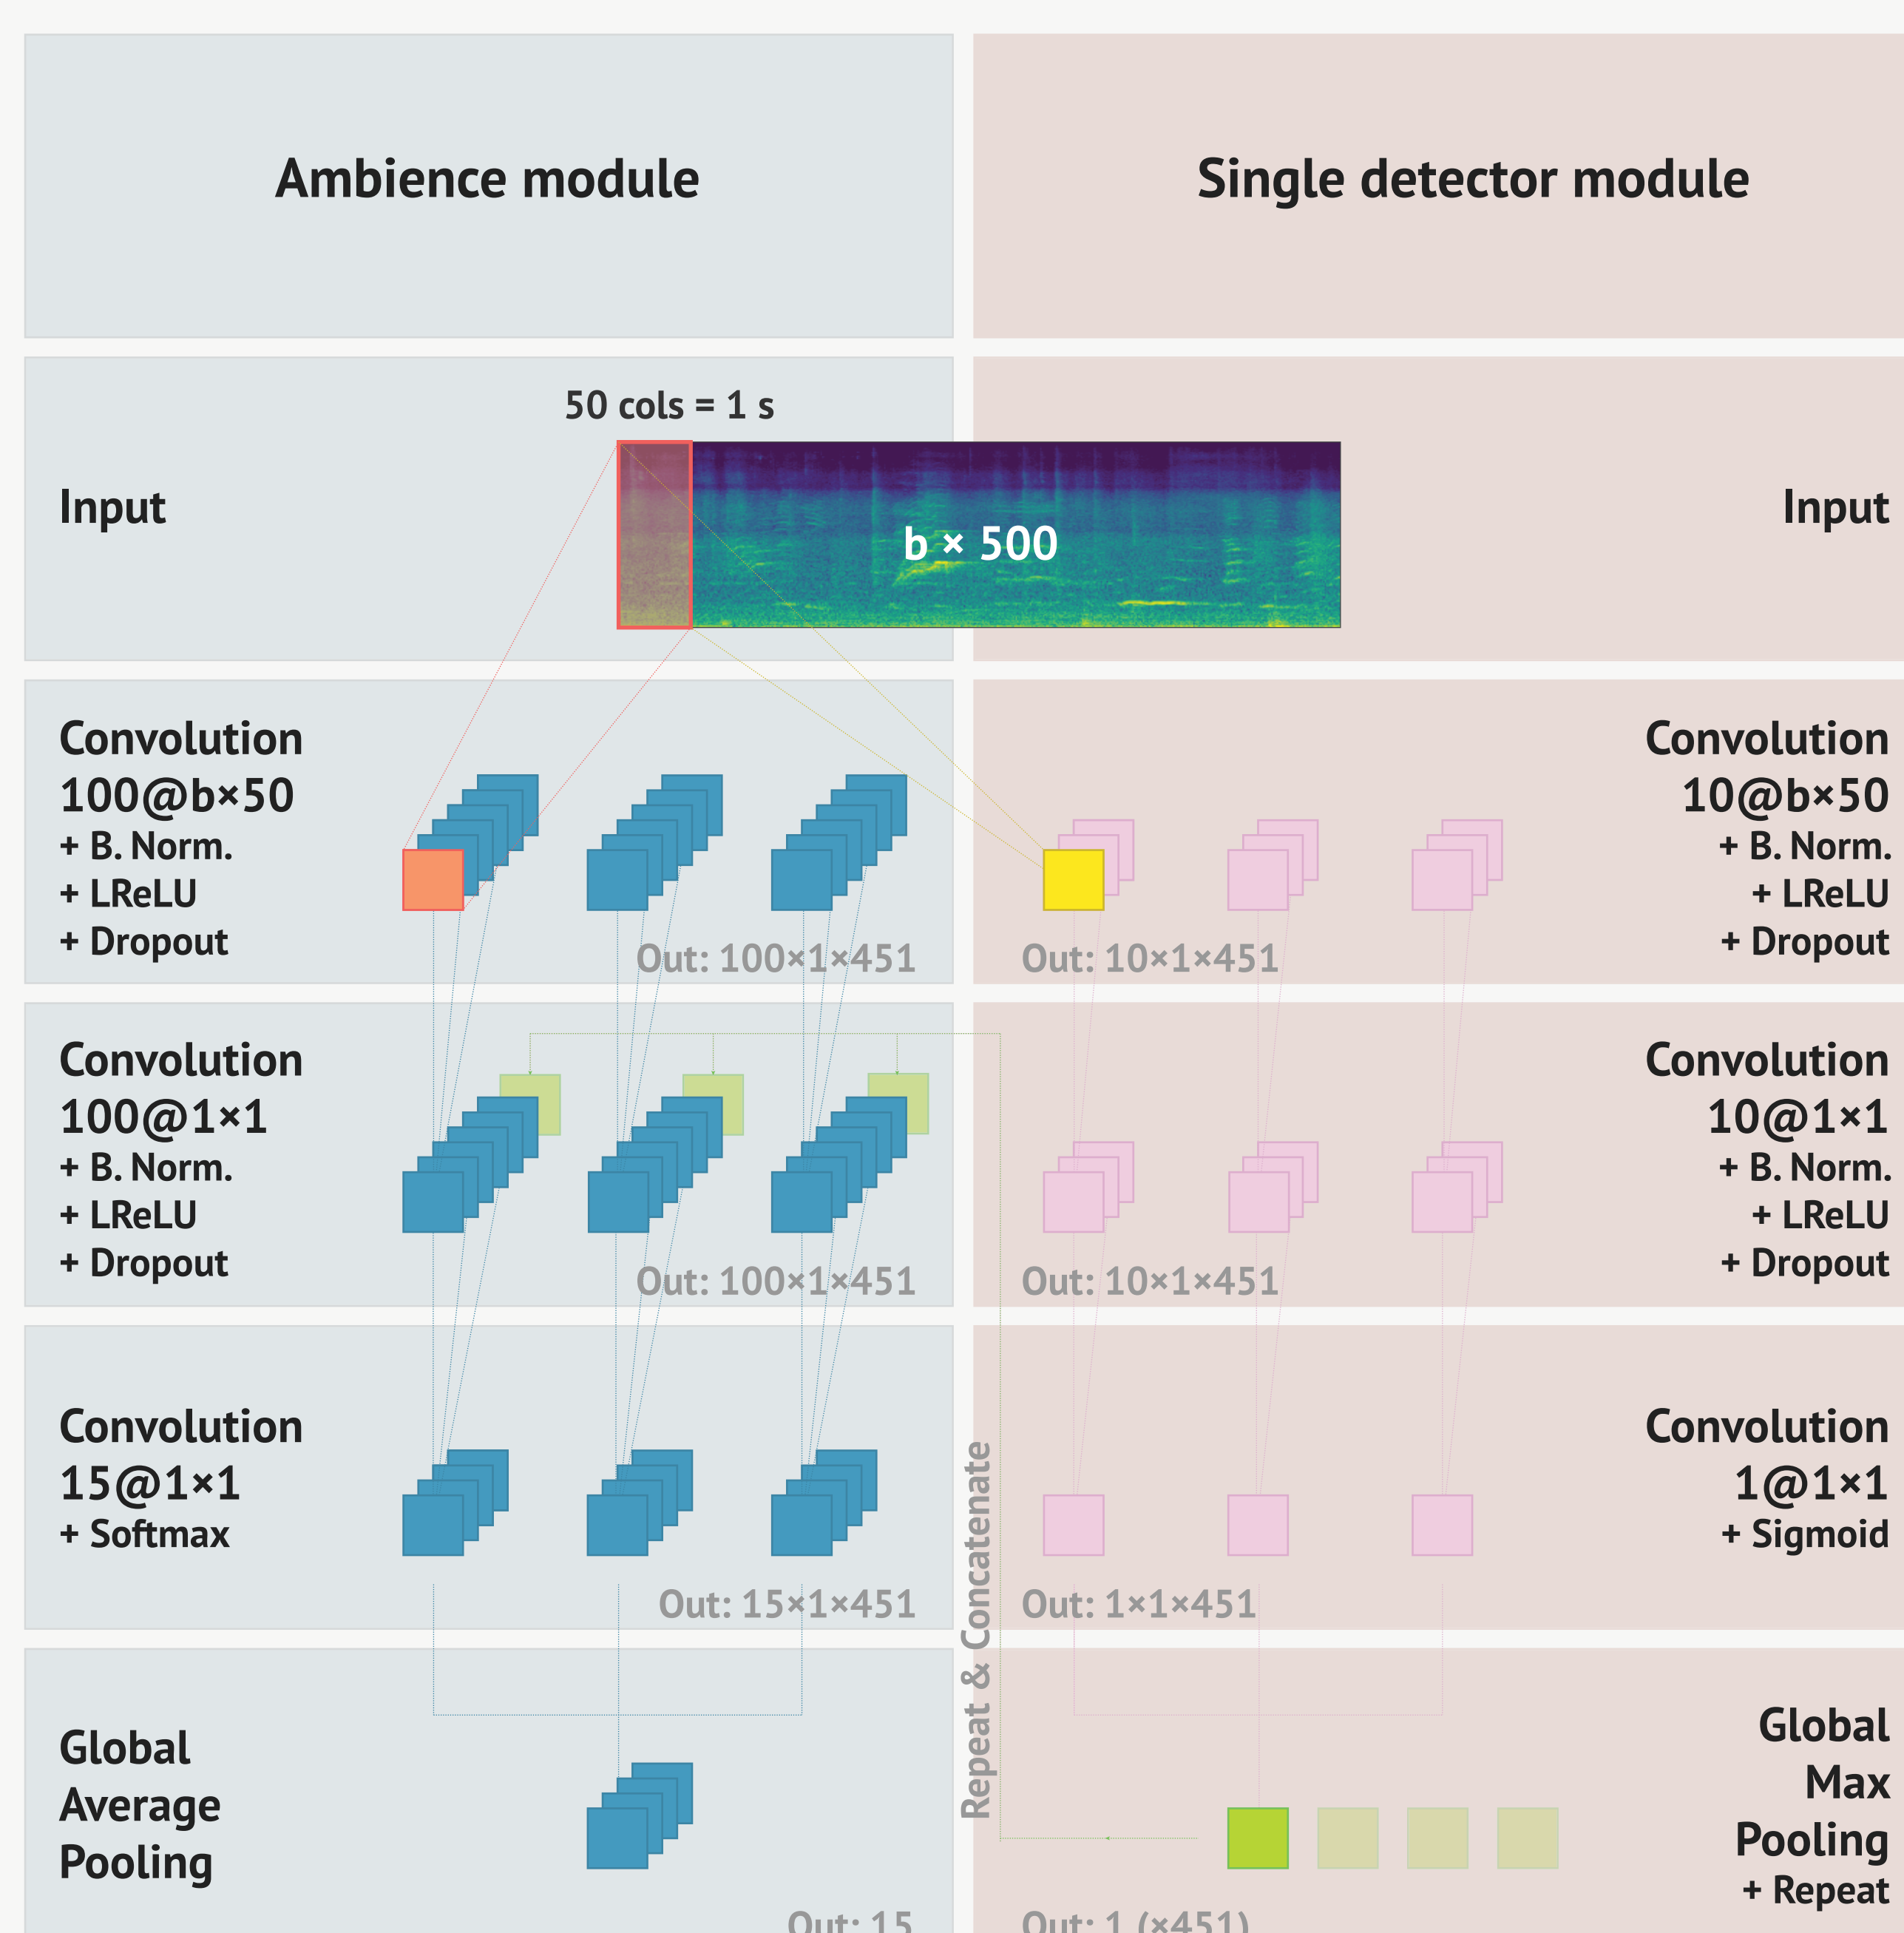 Ambience module
Single detector module
50 cols = 1 s
Input
b × 500
Input
Convolution
100@b×50
+ B. Norm.
+ LReLU
+ Dropout
Out: 100×1×451
Convolution
10@b×50
+ B. Norm.
+ LReLU
+ Dropout
Out: 10×1×451
Convolution
100@1×1
+ B. Norm.
+ LReLU
+ Dropout
Out: 100×1×451
Convolution
10@1×1
+ B. Norm.
+ LReLU
+ Dropout
Out: 10×1×451
Convolution
15@1×1
+ Softmax
Out: 15×1×451
Convolution
1@1×1
+ Sigmoid
Out: 1×1×451
Repeat & Concatenate
Global
Average
Pooling
Out: 15
Global
Max
Pooling
+ Repeat
Out: 1 (×451)